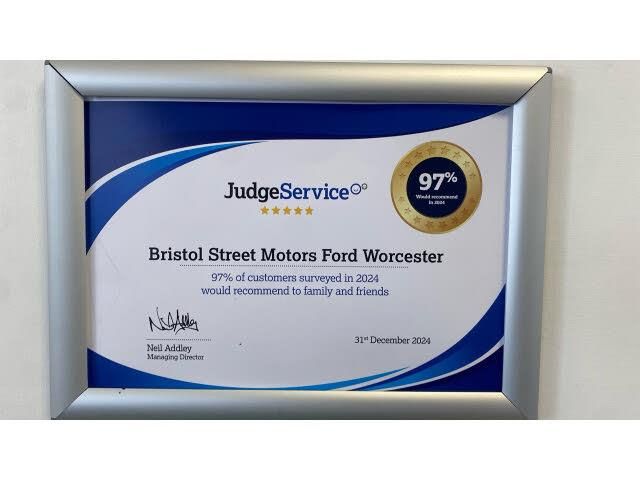 JudgeService
97%
Would recommend
in 2024
Bristol Street Motors Ford Worcester
97% of customers surveyed in 2024
would recommend to family and friends
Neil Addley
Managing Director
31st December 2024